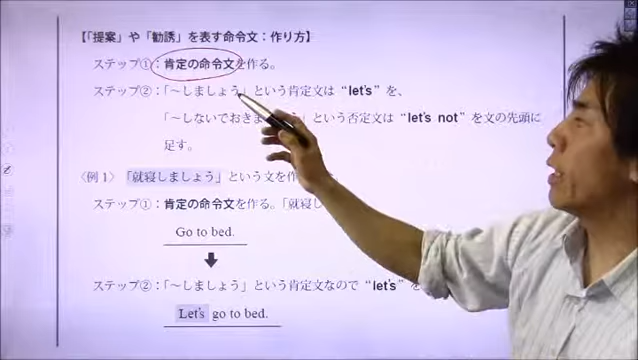 【「提案」や「勧誘」を表す命令文：作り方】
ステップ①：肯定の命令文を作る。
ステップ②：「～しましょう」という肯定文は “let's” を、
「～しないでおきま　　う」という否定文は “let's not” を文の先頭に
足す。
〈例1〉「就寝しましょう」という文を作
ステップ①：肯定の命令文を作る。「就寝し
Go to bed.
ステップ②：「～しましょう」という肯定文なので “let's” を
Let's go to bed.